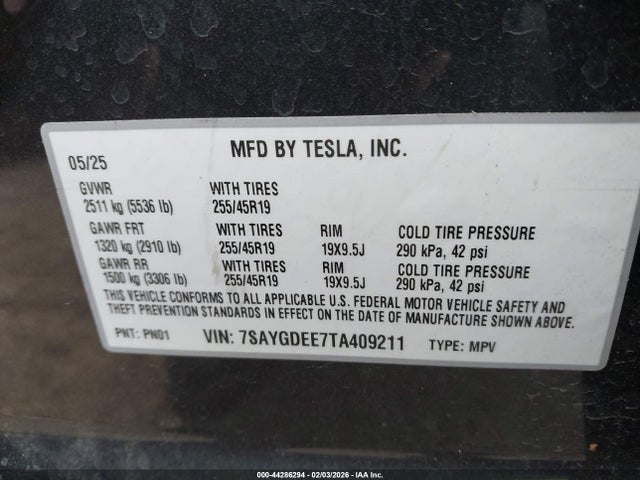 05/25 MFD BY TESLA, INC.
GVWR WITH TIRES
2511 kg (5536 lb) 255/45R19
GAWR FRT WITH TIRES RIM COLD TIRE PRESSURE
1320 kg (2910 lb) 255/45R19 19X9.5J 290 kPa, 42 psi
GAWR RR WITH TIRES RIM COLD TIRE PRESSURE
1500 kg (3306 lb) 255/45R19 19X9.5J 290 kPa, 42 psi
THIS VEHICLE CONFORMS TO ALL APPLICABLE U.S. FEDERAL MOTOR VEHICLE SAFETY AND
THEFT PREVENTION STANDARDS IN EFFECT ON THE DATE OF MANUFACTURE SHOWN ABOVE.
PNT: PN01 VIN: 7SAYGDEE7TA409211 TYPE: MPV
000-44286294 - 02/03/2026 - IAA Inc.